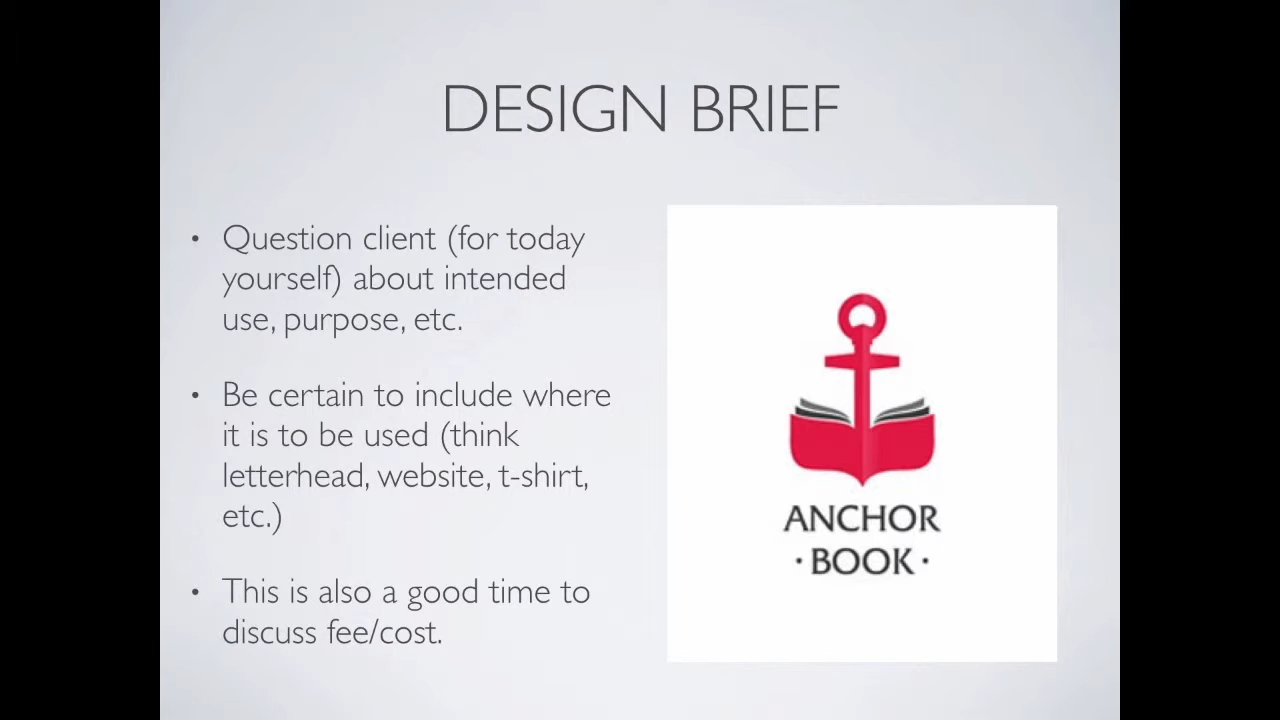 DESIGN BRIEF
• Question client (for today
yourself) about intended
use, purpose, etc.
• Be certain to include where
it is to be used (think
letterhead, website, t-shirt,
etc.)
• This is also a good time to
discuss fee/cost.
ANCHOR
· BOOK ·